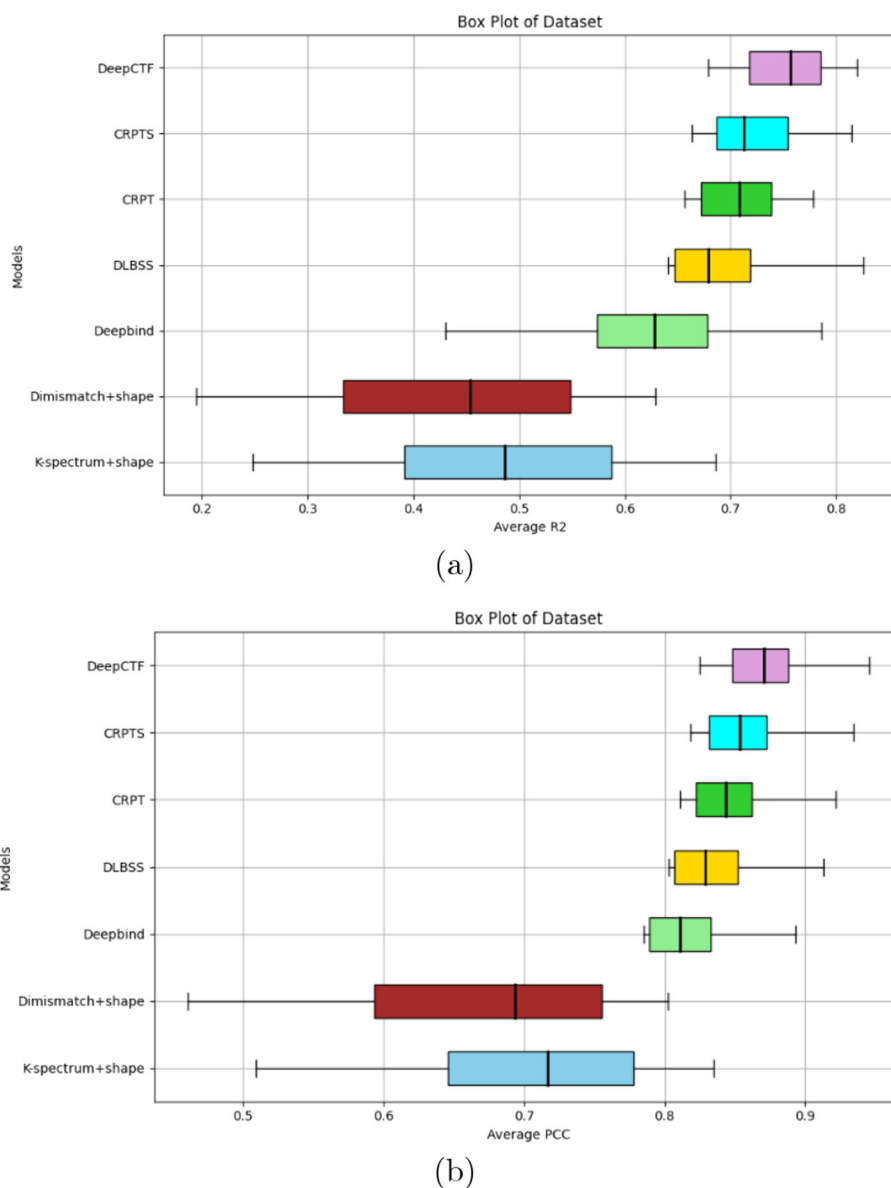 Box Plot of Dataset
DeepCTF
CRPTS
CRPT
DLBSS
Deepbind
Dimismatch+shape
K-spectrum+shape
Models
0.2 0.3 0.4 0.5 0.6 0.7 0.8
Average R2
(a)
Box Plot of Dataset
DeepCTF
CRPTS
CRPT
DLBSS
Deepbind
Dimismatch+shape
K-spectrum+shape
Models
0.5 0.6 0.7 0.8 0.9
Average PCC
(b)